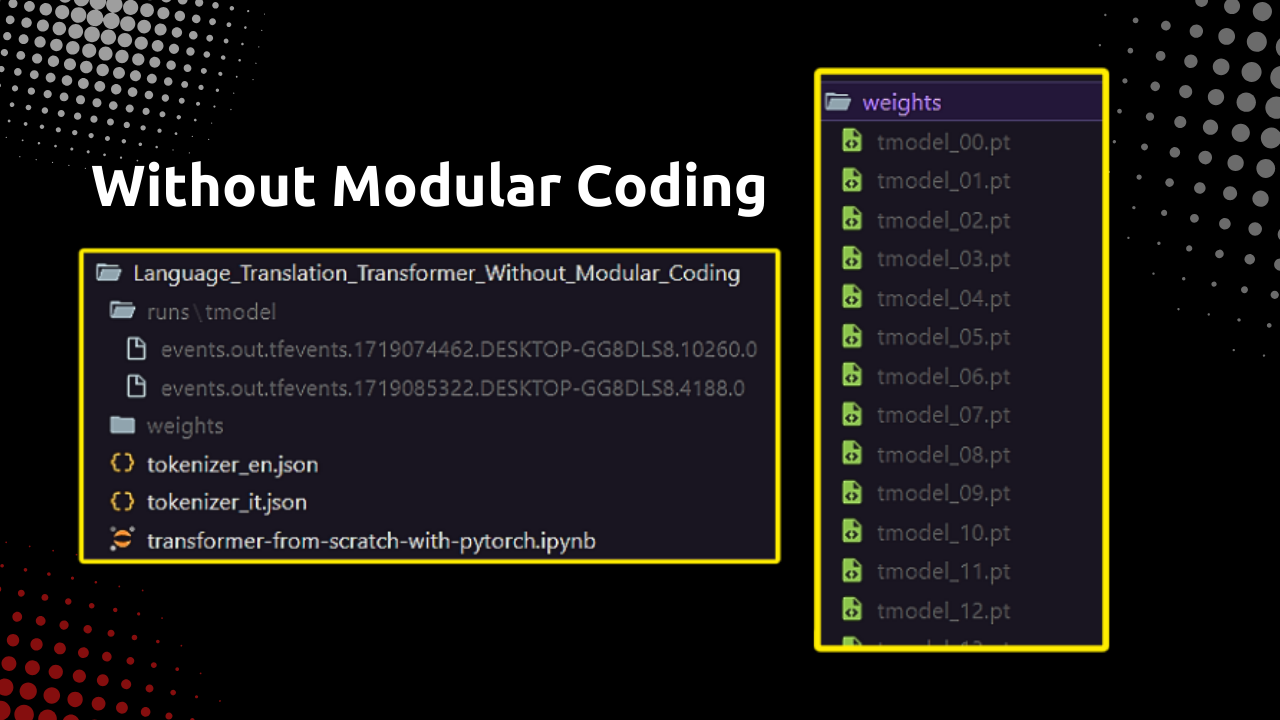 Without Modular Coding
Language_Translation_Transformer_Without_Modular_Coding
runs\tmodel
events.out.tfevents.1719074462.DESKTOP-GG8DLS8.10260.0
events.out.tfevents.1719085322.DESKTOP-GG8DLS8.4188.0
weights
tokenizer_en.json
tokenizer_it.json
transformer-from-scratch-with-pytorch.ipynb
weights
tmodel_00.pt
tmodel_01.pt
tmodel_02.pt
tmodel_03.pt
tmodel_04.pt
tmodel_05.pt
tmodel_06.pt
tmodel_07.pt
tmodel_08.pt
tmodel_09.pt
tmodel_10.pt
tmodel_11.pt
tmodel_12.pt